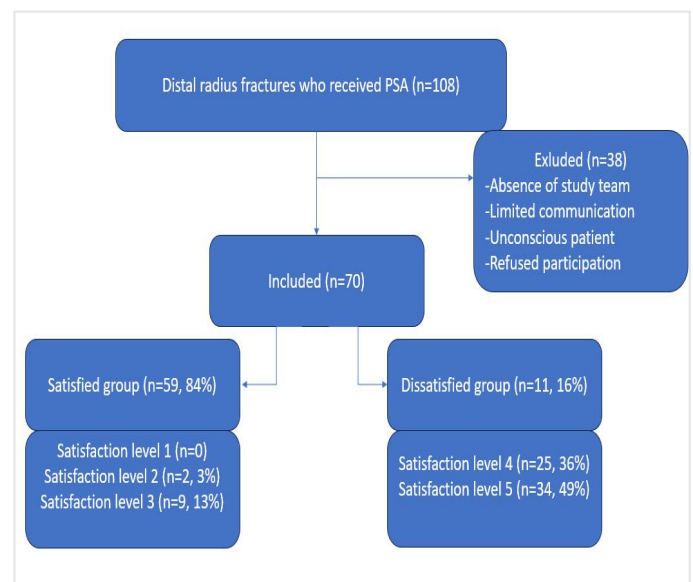 Distal radius fractures who received PSA (n=108)
Exluded (n=38)
-Absence of study team
-Limited communication
-Unconscious patient
-Refused participation
Included (n=70)
Satisfied group (n=59, 84%)
Satisfaction level 1 (n=0)
Satisfaction level 2 (n=2, 3%)
Satisfaction level 3 (n=9, 13%)
Dissatisfied group (n=11, 16%)
Satisfaction level 4 (n=25, 36%)
Satisfaction level 5 (n=34, 49%)